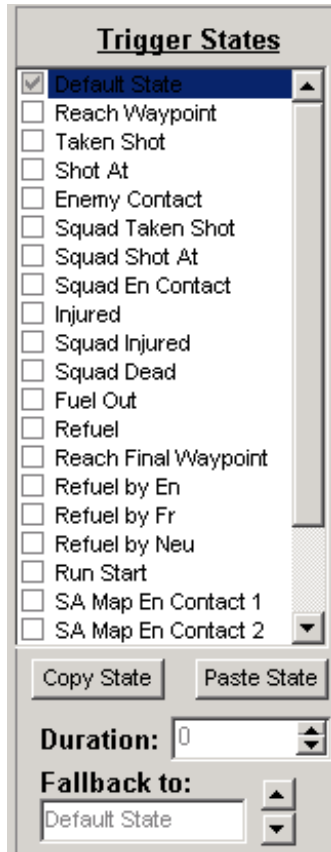 Trigger States
Default State
Reach Waypoint
Taken Shot
Shot At
Enemy Contact
Squad Taken Shot
Squad Shot At
Squad En Contact
Injured
Squad Injured
Squad Dead
Fuel Out
Refuel
Reach Final Waypoint
Refuel by En
Refuel by Fr
Refuel by Neu
Run Start
SA Map En Contact 1
SA Map En Contact 2
Copy State Paste State
Duration: 0
Fallback to:
Default State